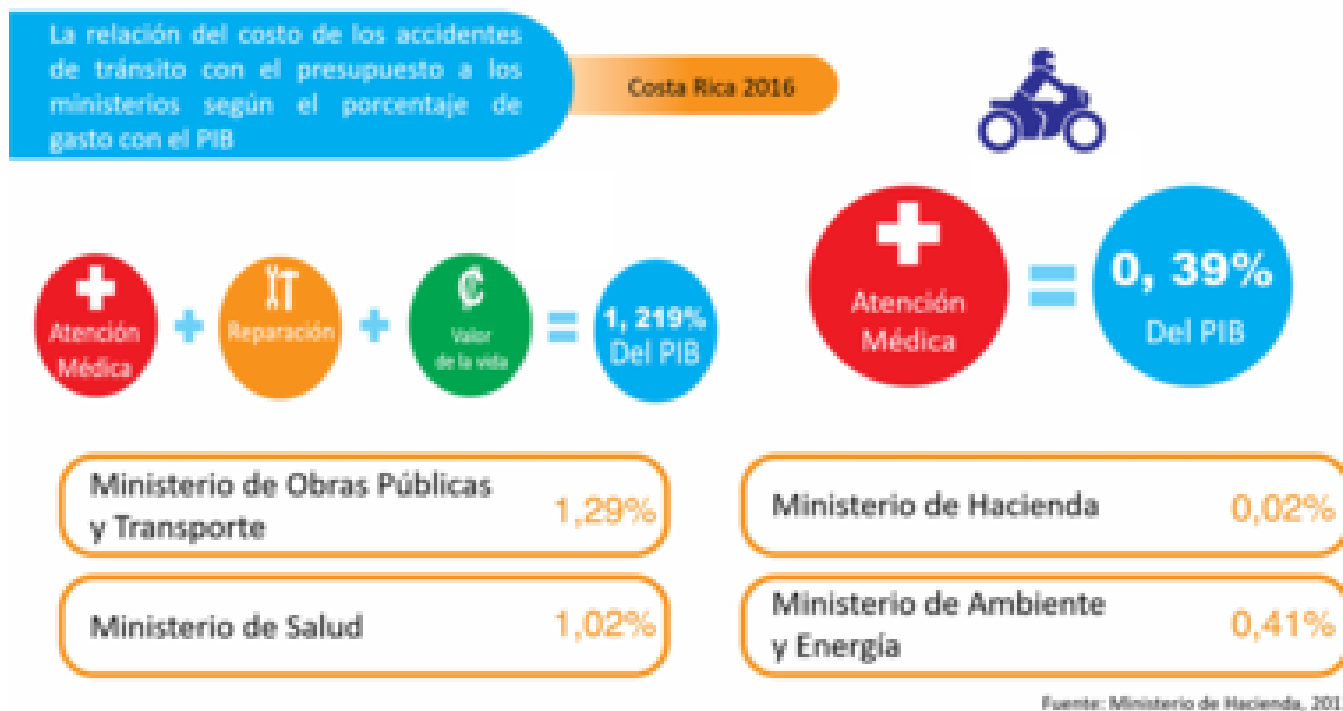 La relación del costo de los accidentes
de tránsito con el presupuesto a los
ministerios según el porcentaje de
gasto con el PIB
Costa Rica 2016
Atención
Médica
+
Reparación
+
₡
Valor
de la vida
=
1, 219%
Del PIB
Atención
Médica
=
0, 39%
Del PIB
Ministerio de Obras Públicas
y Transporte
1,29%
Ministerio de Hacienda
0,02%
Ministerio de Salud
1,02%
Ministerio de Ambiente
y Energía
0,41%
Fuente: Ministerio de Hacienda, 201